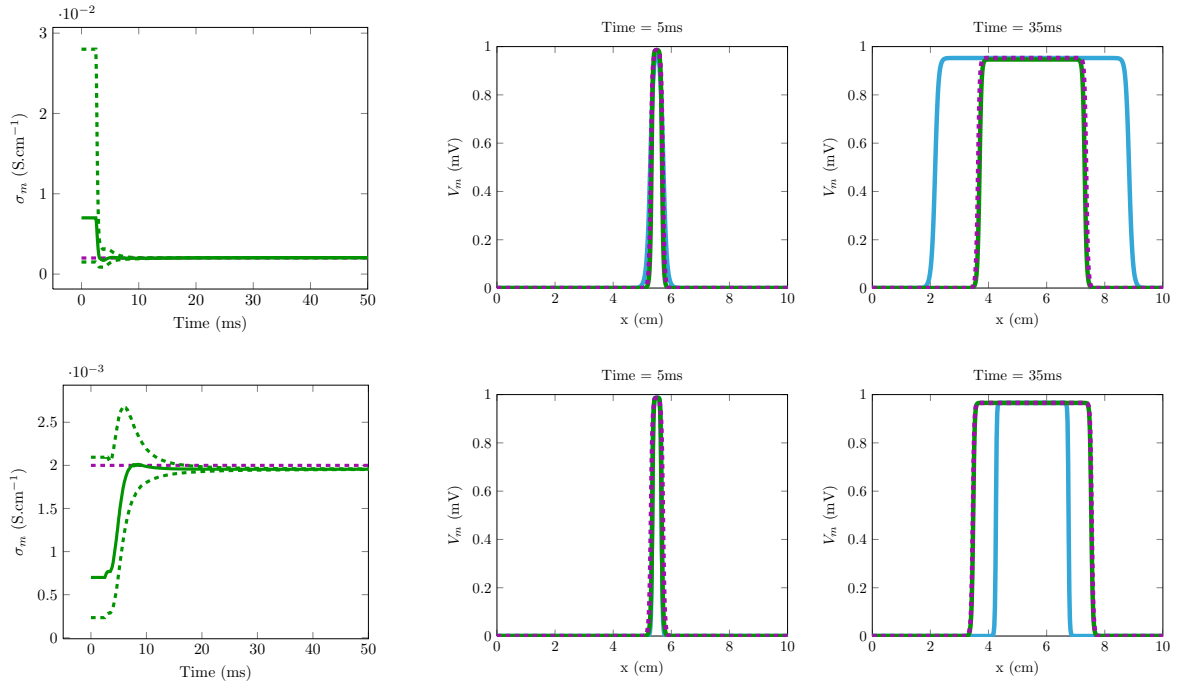 ·10⁻²
3
2
1
0
σₘ (S.cm⁻¹)
0 10 20 30 40 50
Time (ms)
Time = 5ms
1
0.8
0.6
0.4
0.2
0
Vₘ (mV)
0 2 4 6 8 10
x (cm)
Time = 35ms
1
0.8
0.6
0.4
0.2
0
Vₘ (mV)
0 2 4 6 8 10
x (cm)
·10⁻³
2.5
2
1.5
1
0.5
0
σₘ (S.cm⁻¹)
0 10 20 30 40 50
Time (ms)
Time = 5ms
1
0.8
0.6
0.4
0.2
0
Vₘ (mV)
0 2 4 6 8 10
x (cm)
Time = 35ms
1
0.8
0.6
0.4
0.2
0
Vₘ (mV)
0 2 4 6 8 10
x (cm)